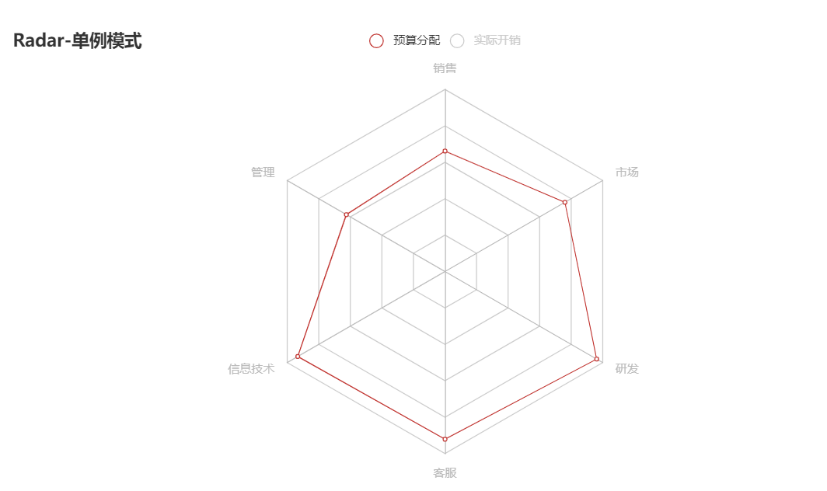 Radar-单例模式
预算分配 实际开销
销售
管理
市场
信息技术
研发
客服